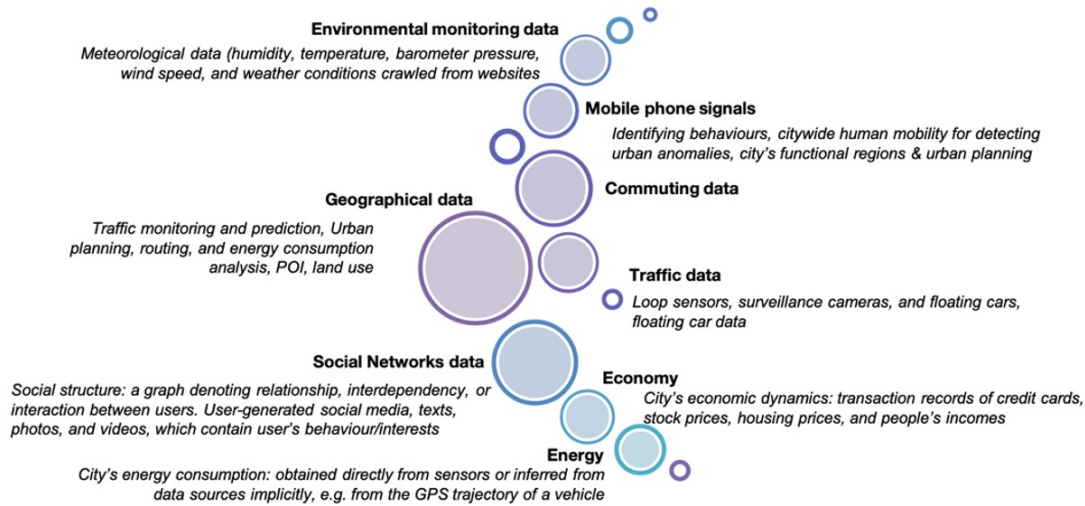 Environmental monitoring data
Meteorological data (humidity, temperature, barometer pressure,
wind speed, and weather conditions crawled from websites
Mobile phone signals
Identifying behaviours, citywide human mobility for detecting
urban anomalies, city's functional regions & urban planning
Commuting data
Geographical data
Traffic monitoring and prediction, Urban
planning, routing, and energy consumption
analysis, POI, land use
Traffic data
Loop sensors, surveillance cameras, and floating cars,
floating car data
Social Networks data
Social structure: a graph denoting relationship, interdependency, or
interaction between users. User-generated social media, texts,
photos, and videos, which contain user's behaviour/interests
Economy
City's economic dynamics: transaction records of credit cards,
stock prices, housing prices, and people's incomes
Energy
City's energy consumption: obtained directly from sensors or inferred from
data sources implicitly, e.g. from the GPS trajectory of a vehicle